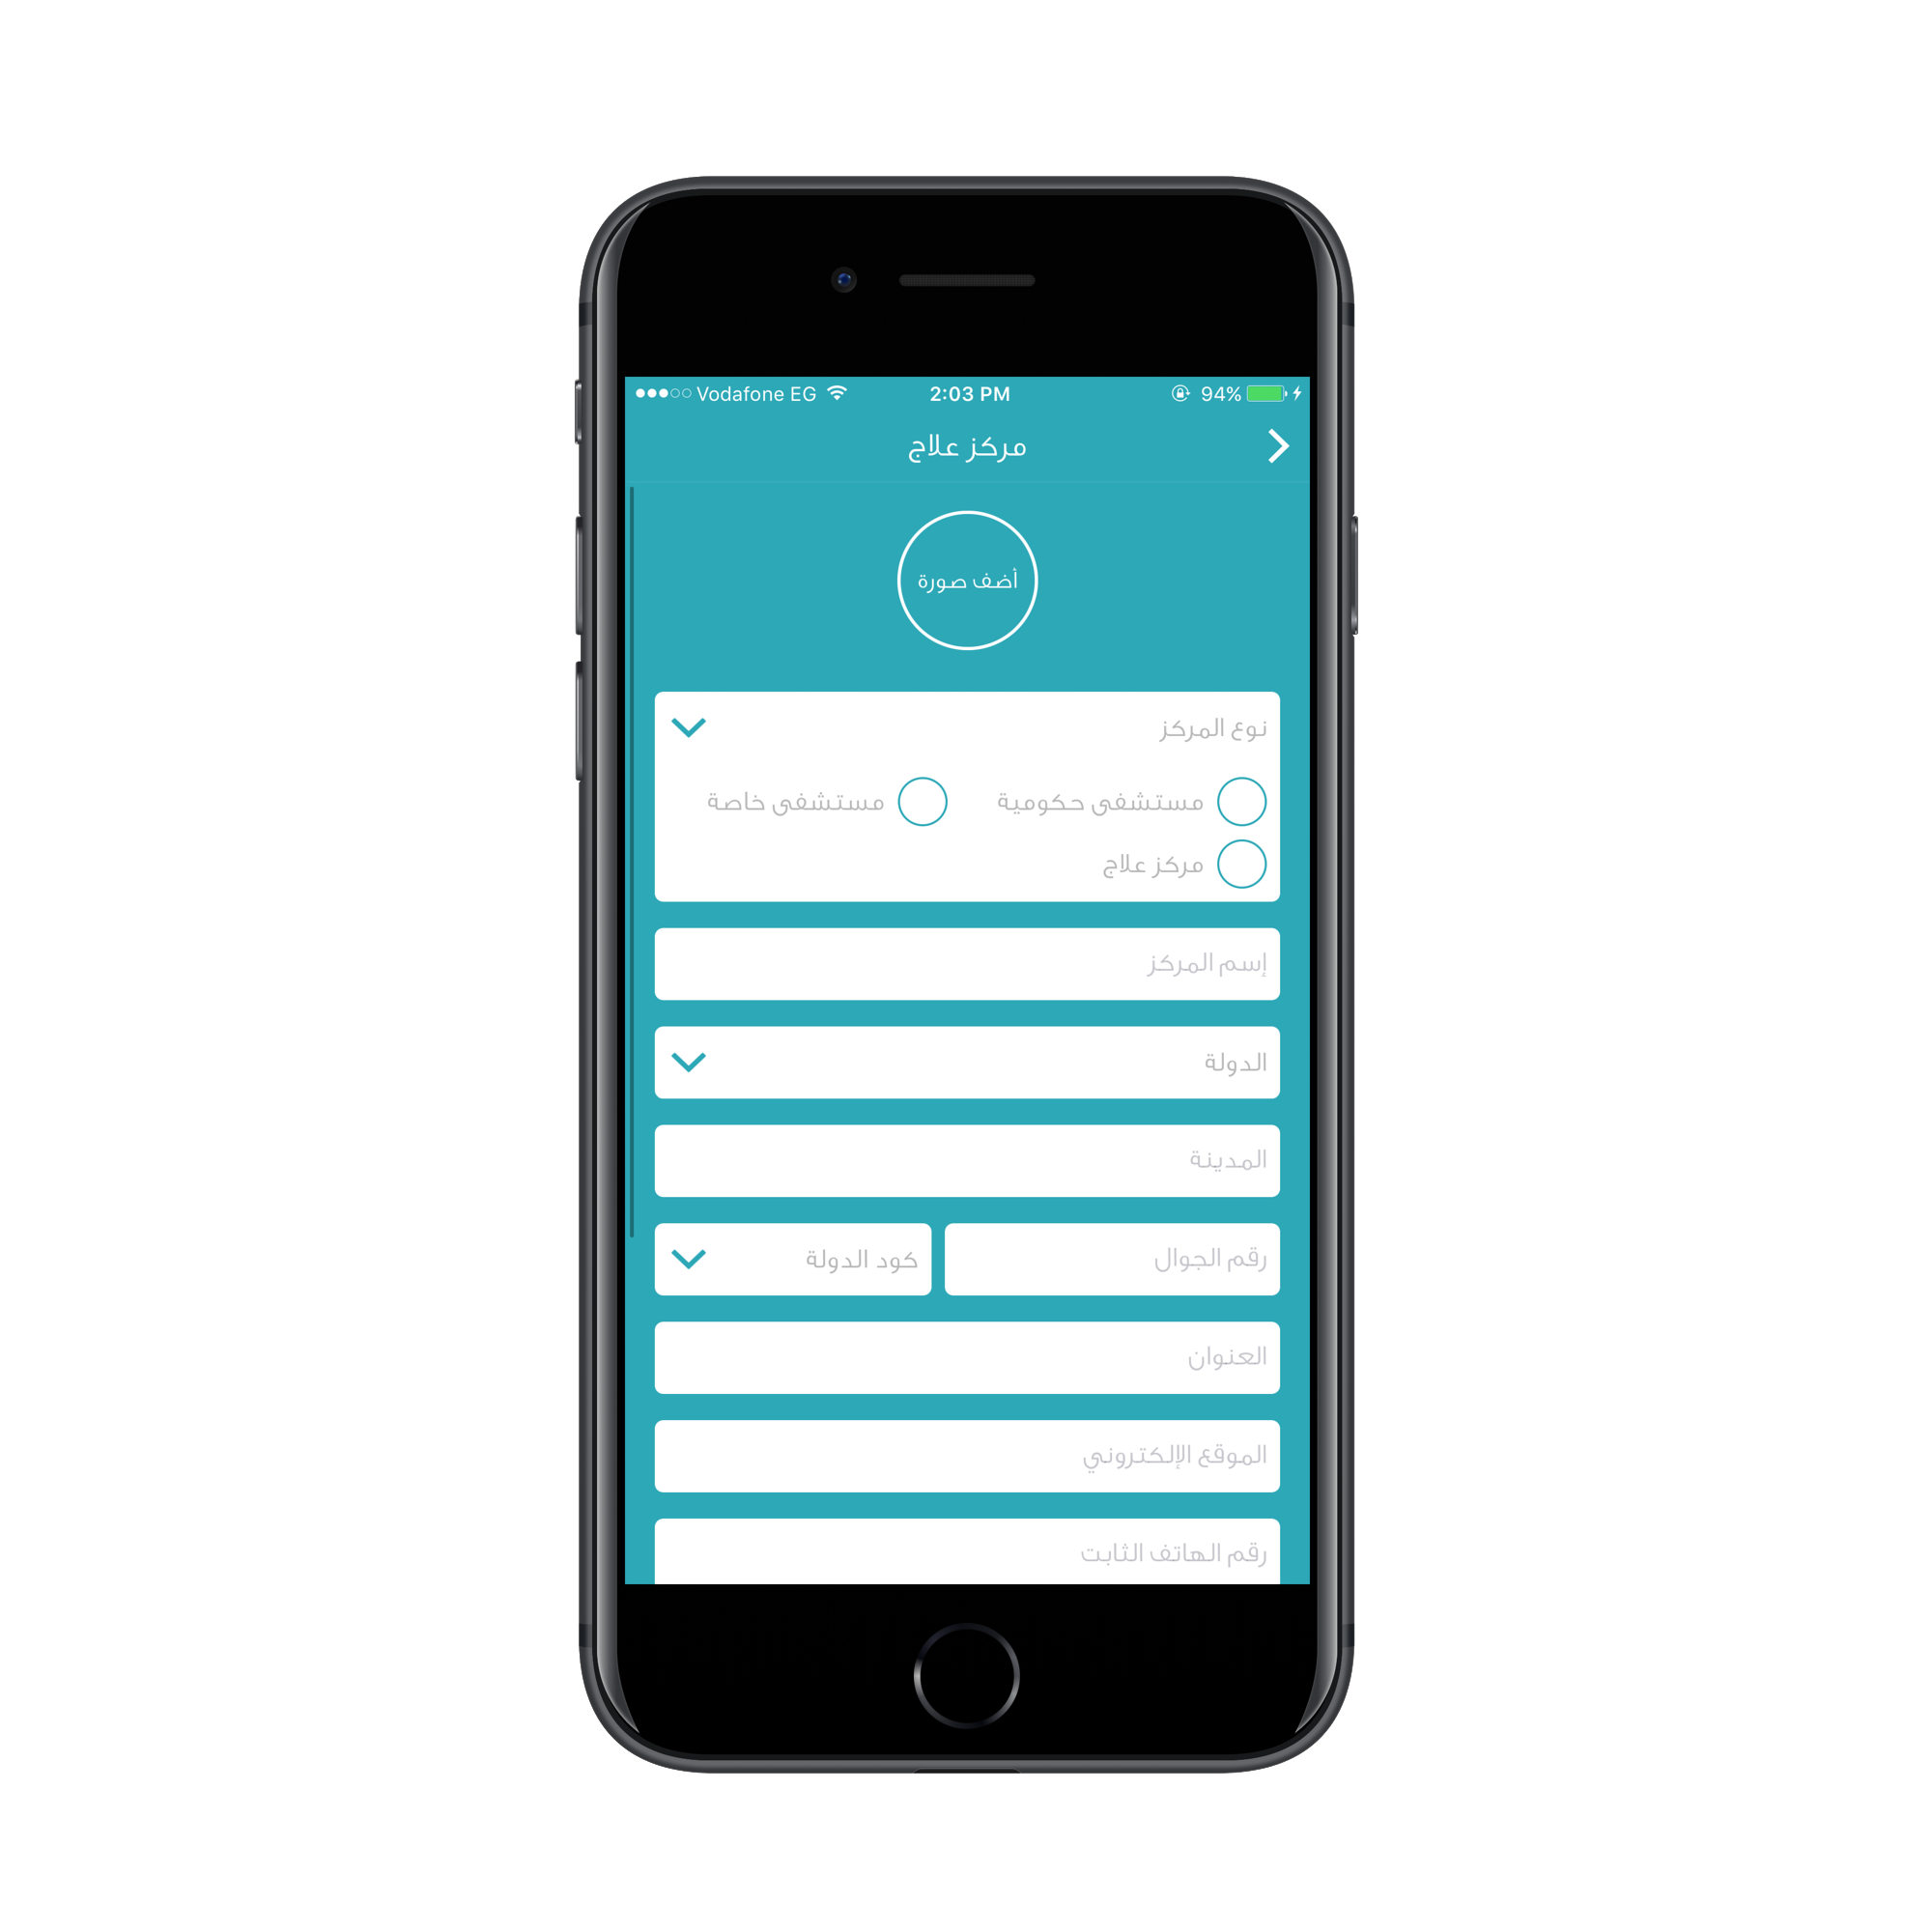 Vodafone EG 2:03 PM 94%
مركز علاج
أضف صورة
نوع المركز
مستشفى حكومية مستشفى خاصة
مركز علاج
إسم المركز
الدولة
المدينة
رقم الجوال كود الدولة
العنوان
الموقع الإلكتروني
رقم الهاتف الثابت